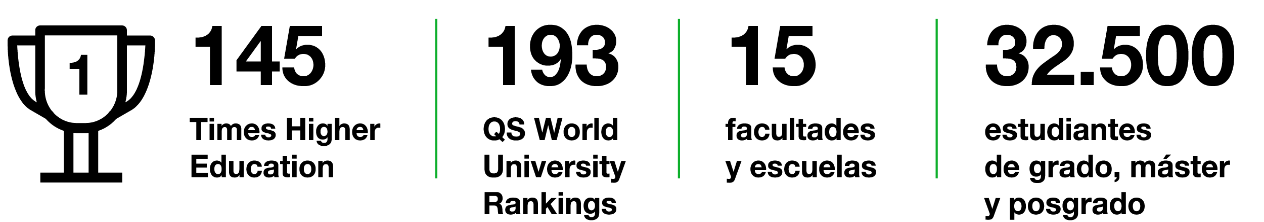 1
145
Times Higher
Education
193
QS World
University
Rankings
15
facultades
y escuelas
32.500
estudiantes
de grado, máster
y posgrado